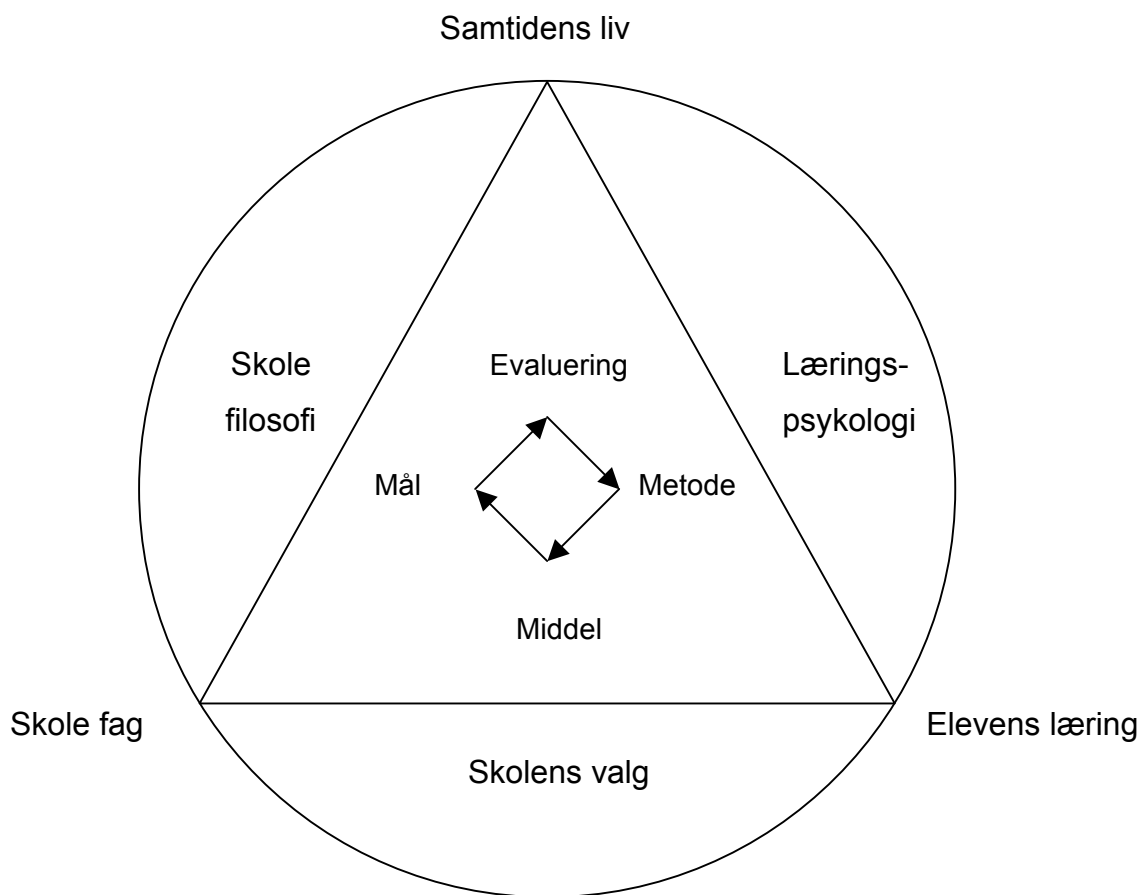 Samtidens liv
Skole
filosofi
Evaluering
Lærings-
psykologi
Mål
Metode
Middel
Skole fag
Elevens læring
Skolens valg